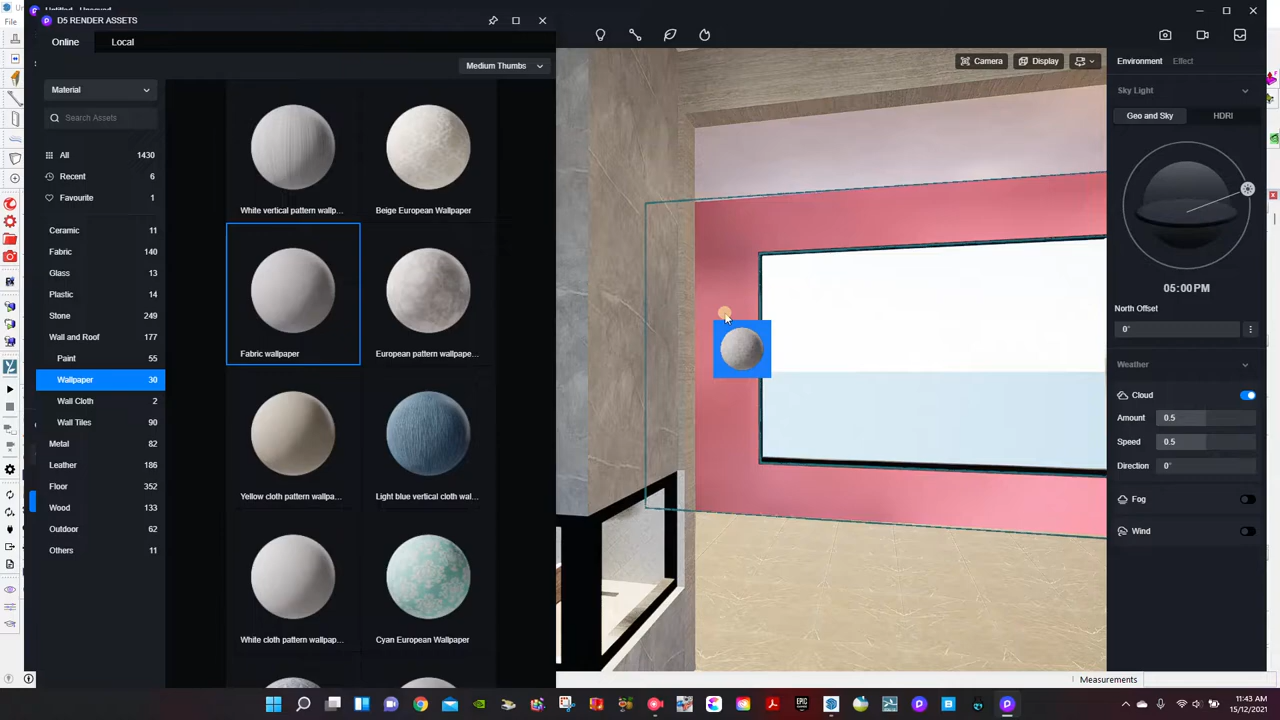 D5 RENDER ASSETS
File
Online
Local
Medium Thumbs
Material
Search Assets
All 1430
Recent 6
Favourite 1
Ceramic 11
Fabric 140
Glass 13
Plastic 14
Stone 249
Wall and Roof 177
Paint 55
Wallpaper 30
Wall Cloth 2
Wall Tiles 90
Metal 82
Leather 186
Floor 352
Wood 133
Outdoor 62
Others 11
White vertical pattern wallp...
Beige European Wallpaper
Fabric wallpaper
European pattern wallpape...
Yellow cloth pattern wallpa...
Light blue vertical cloth wal...
White cloth pattern wallpap...
Cyan European Wallpaper
Camera
Display
Environment
Effect
Sky Light
Geo and Sky
HDRI
05:00 PM
North Offset
0°
Weather
Cloud
Amount 0.5
Speed 0.5
Direction 0°
Fog
Wind
Measurements
15/12/2021